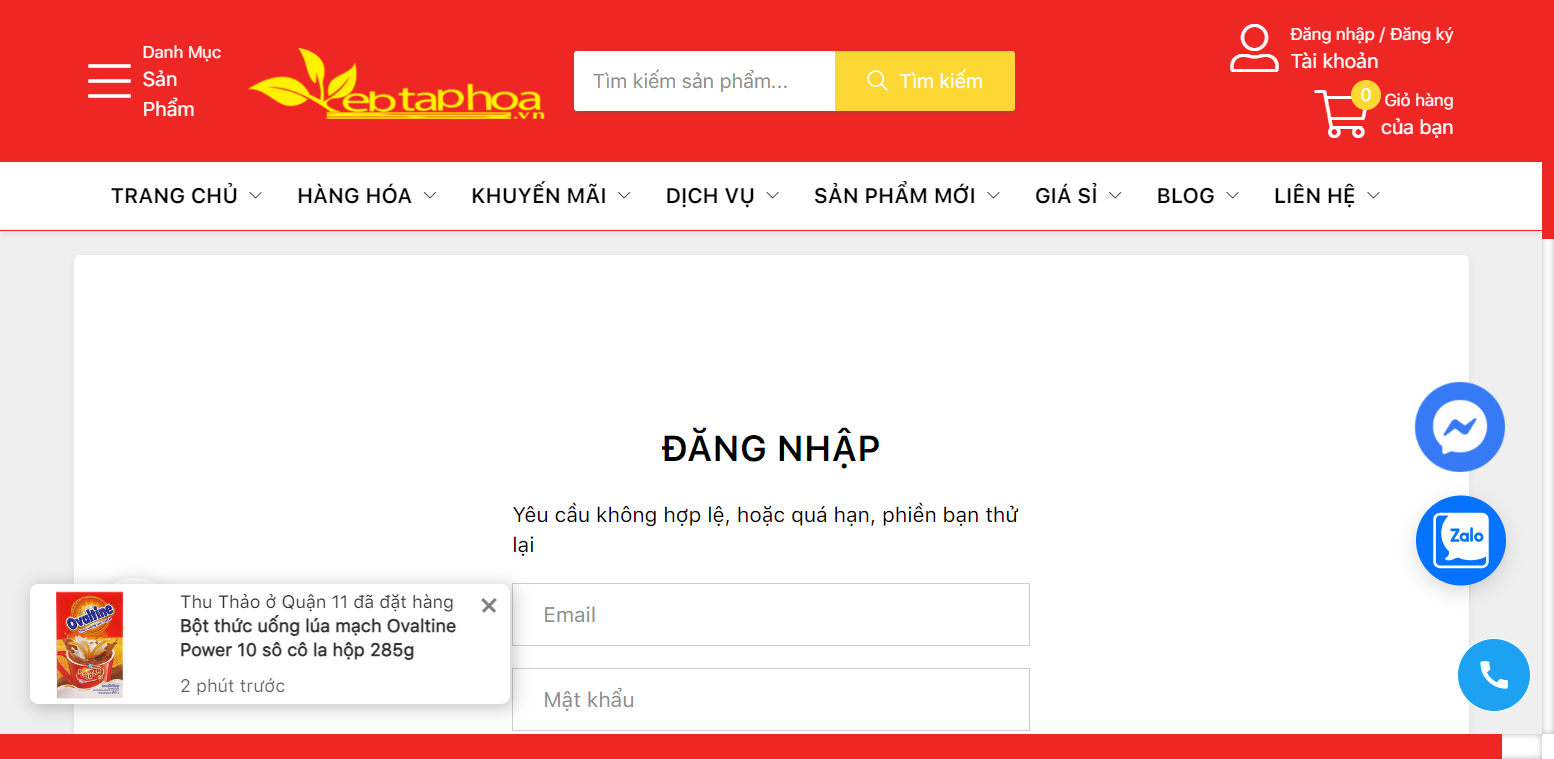 Danh Mục
Sản
Phẩm
ebtaphoa
.vn
Tìm kiếm sản phẩm...
Tìm kiếm
Đăng nhập / Đăng ký
Tài khoản
0
Giỏ hàng
của bạn
TRANG CHỦ HÀNG HÓA KHUYẾN MÃI DỊCH VỤ SẢN PHẨM MỚI GIÁ SỈ BLOG LIÊN HỆ
ĐĂNG NHẬP
Yêu cầu không hợp lệ, hoặc quá hạn, phiền bạn thử
lại
Email
Mật khẩu
Thu Thảo ở Quận 11 đã đặt hàng
Bột thức uống lúa mạch Ovaltine
Power 10 sô cô la hộp 285g
2 phút trước
Ovaltine
Zalo